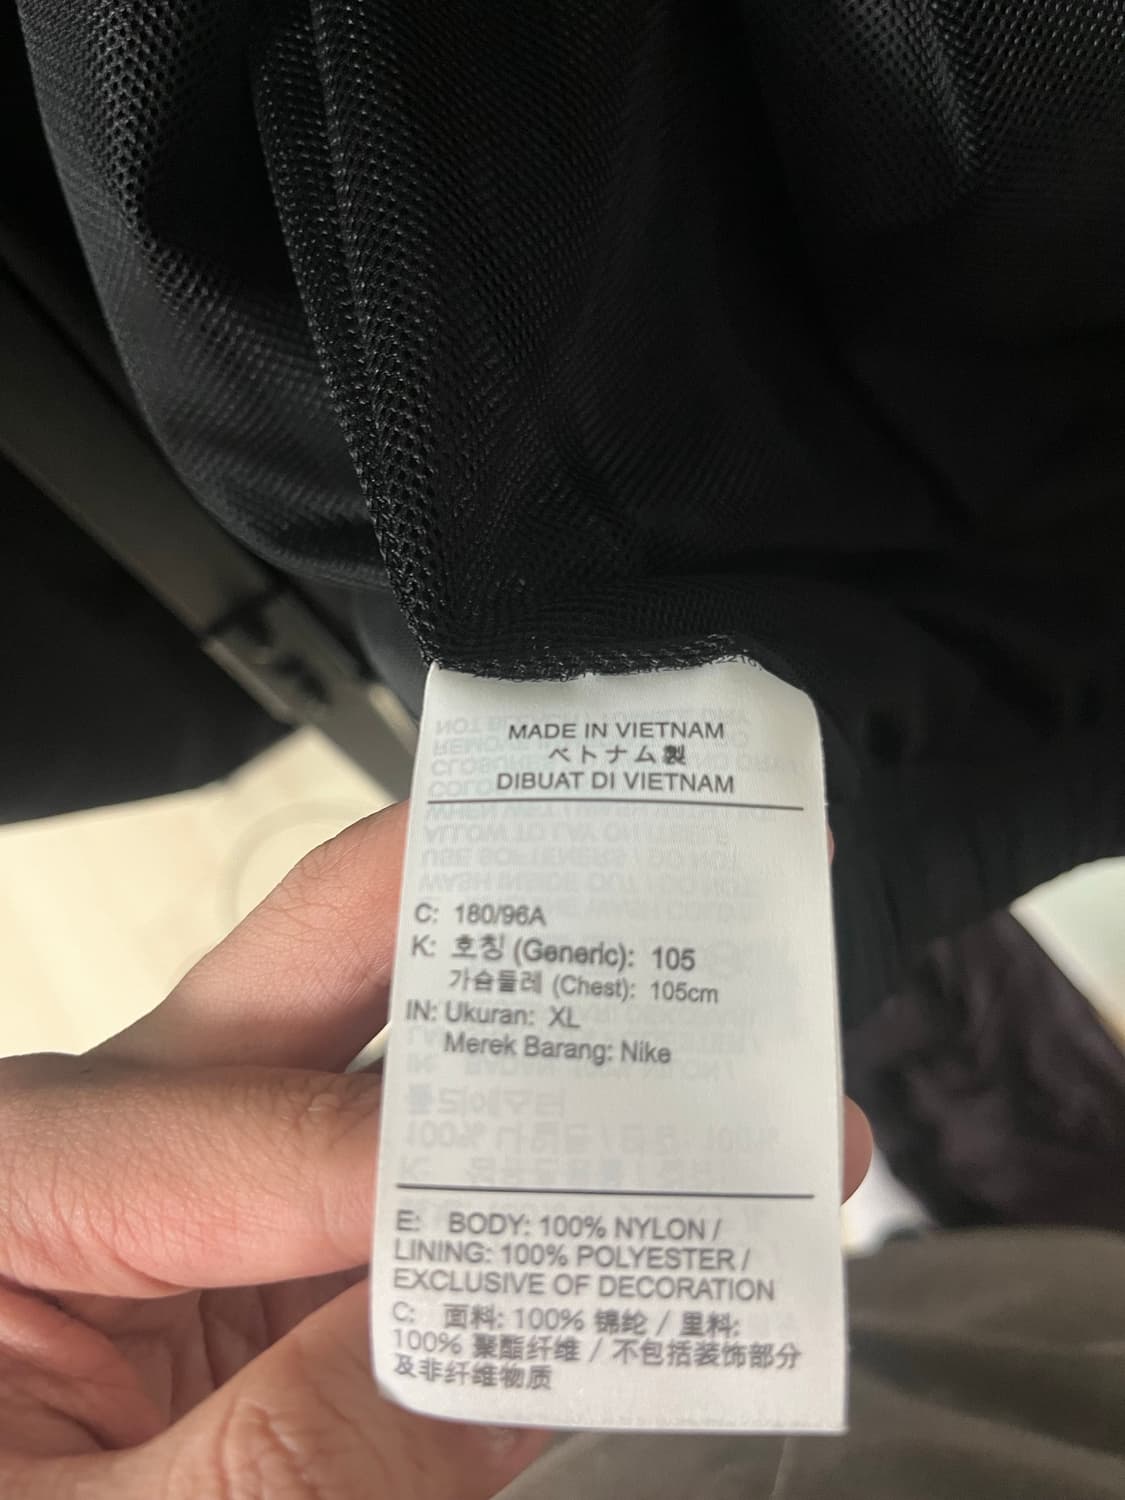 MADE IN VIETNAM
ベトナム製
DIBUAT DI VIETNAM
C: 180/96A
K: 호칭 (Generic): 105
가슴둘레 (Chest): 105cm
IN: Ukuran: XL
Merek Barang: Nike
E: BODY: 100% NYLON /
LINING: 100% POLYESTER /
EXCLUSIVE OF DECORATION
C: 面料: 100% 锦纶 / 里料:
100% 聚酯纤维 / 不包括装饰部分
及非纤维物质